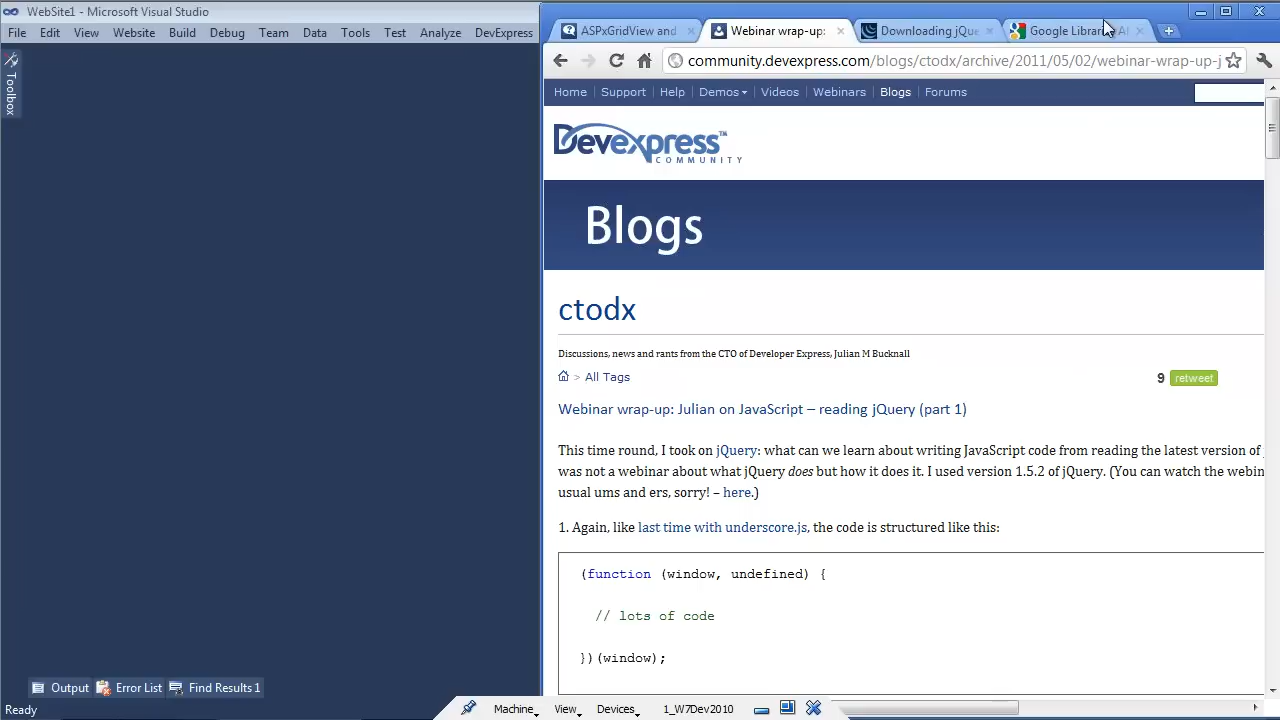 WebSite1 - Microsoft Visual Studio
File Edit View Website Build Debug Team Data Tools Test Analyze DevExpress
Toolbox
Output Error List Find Results 1
Ready
ASPxGridView and
Webinar wrap-up:
Downloading jQue
Google Librar
community.devexpress.com/blogs/ctodx/archive/2011/05/02/webinar-wrap-up-j
Home Support Help Demos Videos Webinars Blogs Forums
Devexpress™
COMMUNITY
Blogs
ctodx
Discussions, news and rants from the CTO of Developer Express, Julian M Bucknall
> All Tags
9 retweet
Webinar wrap-up: Julian on JavaScript – reading jQuery (part 1)
This time round, I took on jQuery: what can we learn about writing JavaScript code from reading the latest version of
was not a webinar about what jQuery does but how it does it. I used version 1.5.2 of jQuery. (You can watch the webin
usual ums and ers, sorry! – here.)
1. Again, like last time with underscore.js, the code is structured like this:
(function (window, undefined) {
// lots of code
})(window);
Machine View Devices 1_W7Dev2010